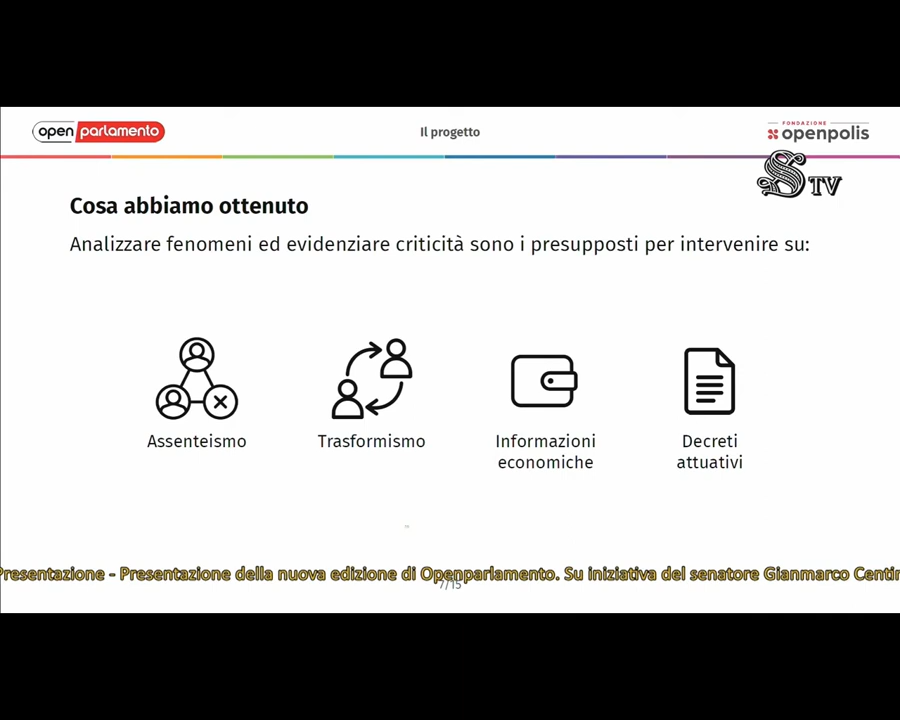 open parlamento
Il progetto
FONDAZIONE
openpolis
S TV
Cosa abbiamo ottenuto
Analizzare fenomeni ed evidenziare criticità sono i presupposti per intervenire su:
Assenteismo
Trasformismo
Informazioni
economiche
Decreti
attuativi
Presentazione - Presentazione della nuova edizione di Openparlamento. Su iniziativa del senatore Gianmarco Centin
7/15